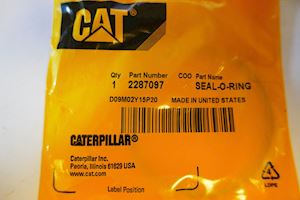 CAT
Qty Part Number COO Part Name
1 2287097 SEAL-O-RING
D09M02Y15P20 MADE IN UNITED STATES
CATERPILLAR
Caterpillar Inc.
Peoria, Illinois 61629 USA
www.cat.com
Label Position
LDPE